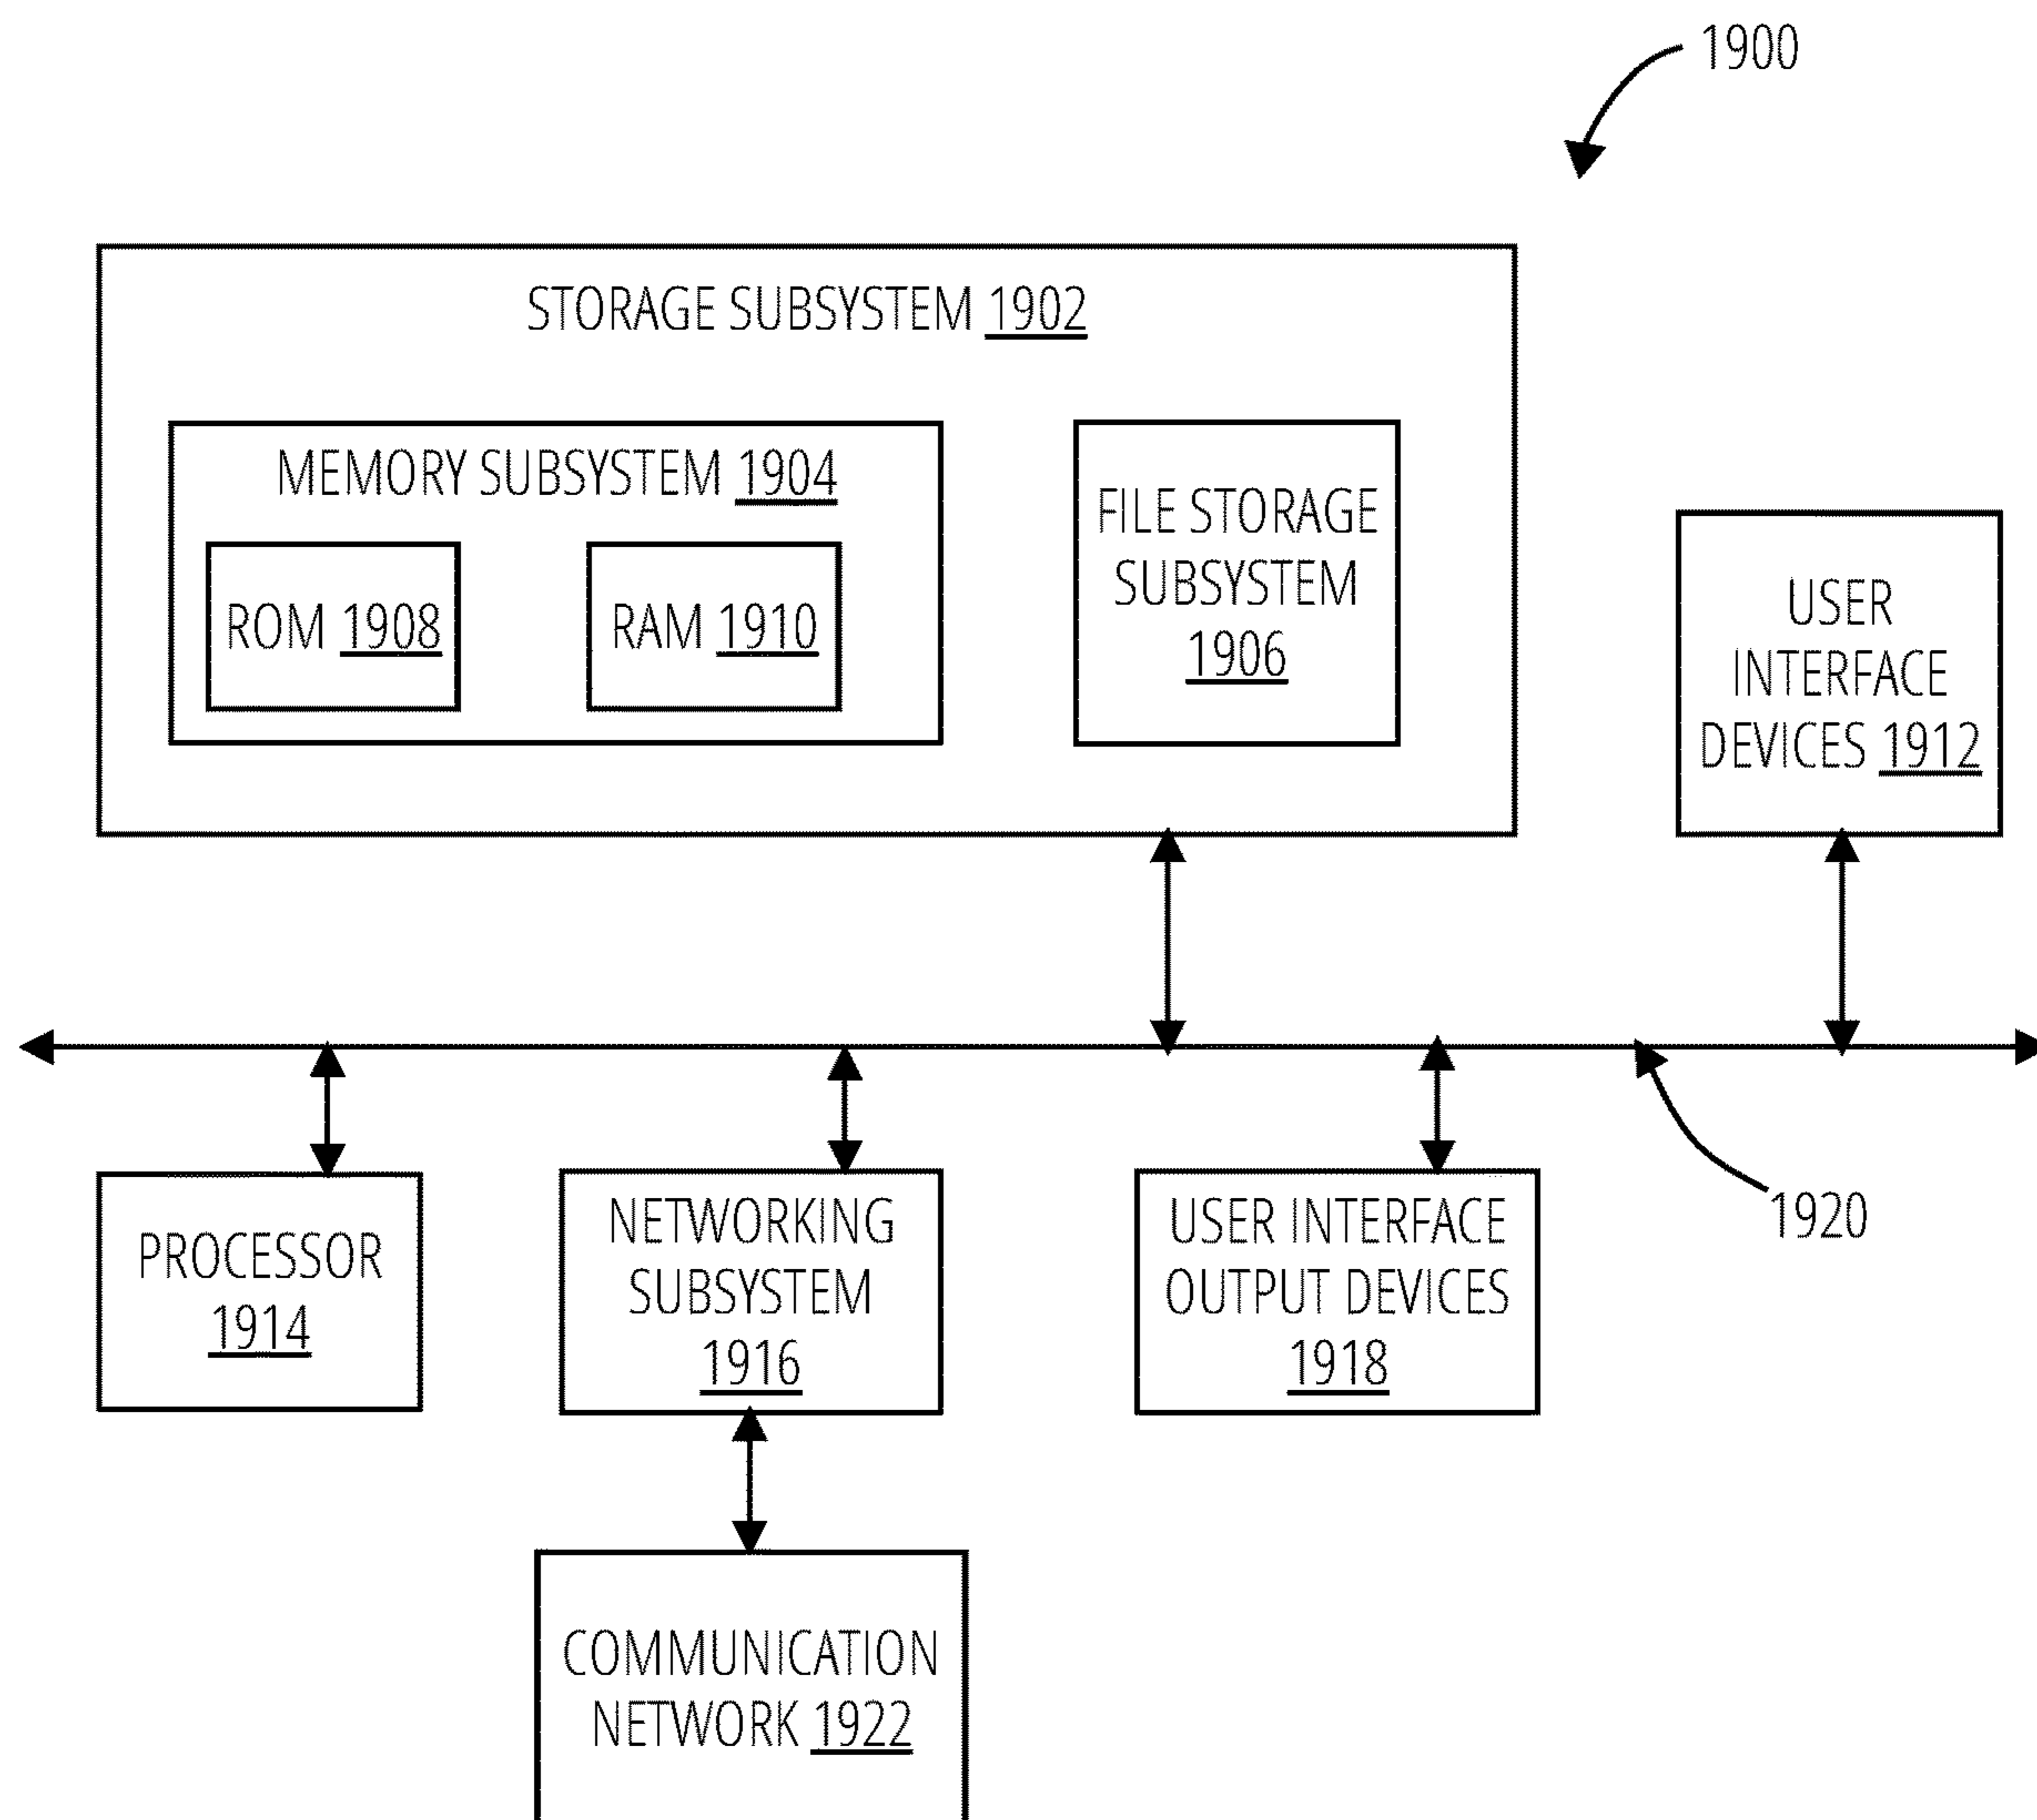 1900
STORAGE SUBSYSTEM 1902
MEMORY SUBSYSTEM 1904
ROM 1908
RAM 1910
FILE STORAGE
SUBSYSTEM
1906
USER
INTERFACE
DEVICES 1912
PROCESSOR
1914
NETWORKING
SUBSYSTEM
1916
USER INTERFACE
OUTPUT DEVICES
1918
1920
COMMUNICATION
NETWORK 1922